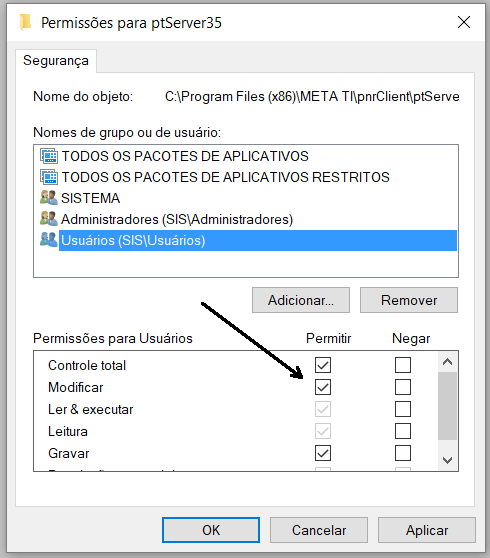 Permissões para ptServer35
Segurança
Nome do objeto: C:\Program Files (x86)\META TI\pnrClient\ptServe
Nomes de grupo ou de usuário:
TODOS OS PACOTES DE APLICATIVOS
TODOS OS PACOTES DE APLICATIVOS RESTRITOS
SISTEMA
Administradores (SIS\Administradores)
Usuários (SIS\Usuários)
Adicionar... Remover
Permissões para Usuários Permitir Negar
Controle total
Modificar
Ler & executar
Leitura
Gravar
OK Cancelar Aplicar